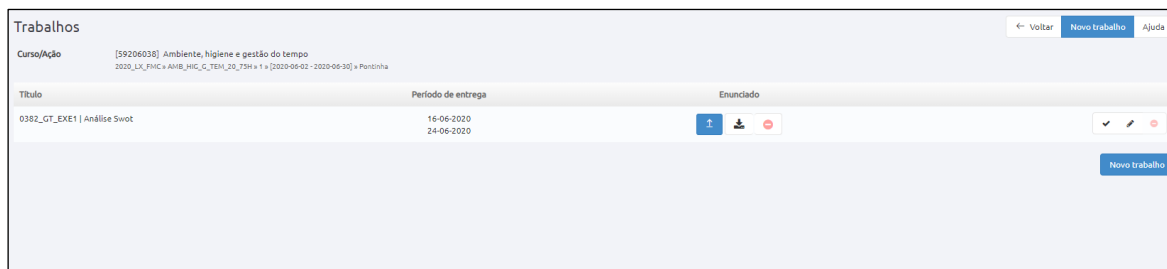 Trabalhos
← Voltar Novo trabalho Ajuda
Curso/Ação [59206038] Ambiente, higiene e gestão do tempo
2020_LX_FMC » AMB_HIG_G_TEM_20_75H » 1 » [2020-06-02 - 2020-06-30] » Pontinha
Título Período de entrega Enunciado
0382_GT_EXE1 | Análise Swot 16-06-2020
24-06-2020
Novo trabalho